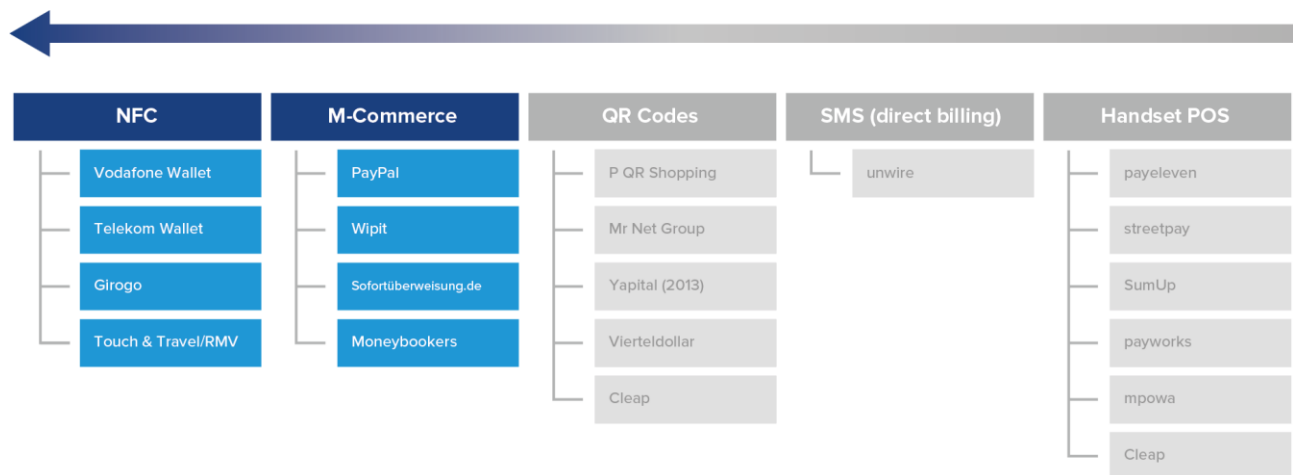 NFC
Vodafone Wallet
Telekom Wallet
Girogo
Touch & Travel/RMV
M-Commerce
PayPal
Wipit
Sofortüberweisung.de
Moneybookers
QR Codes
P QR Shopping
Mr Net Group
Yapital (2013)
Vierteldollar
Cleap
SMS (direct billing)
unwire
Handset POS
payeleven
streetpay
SumUp
payworks
mpowa
Cleap